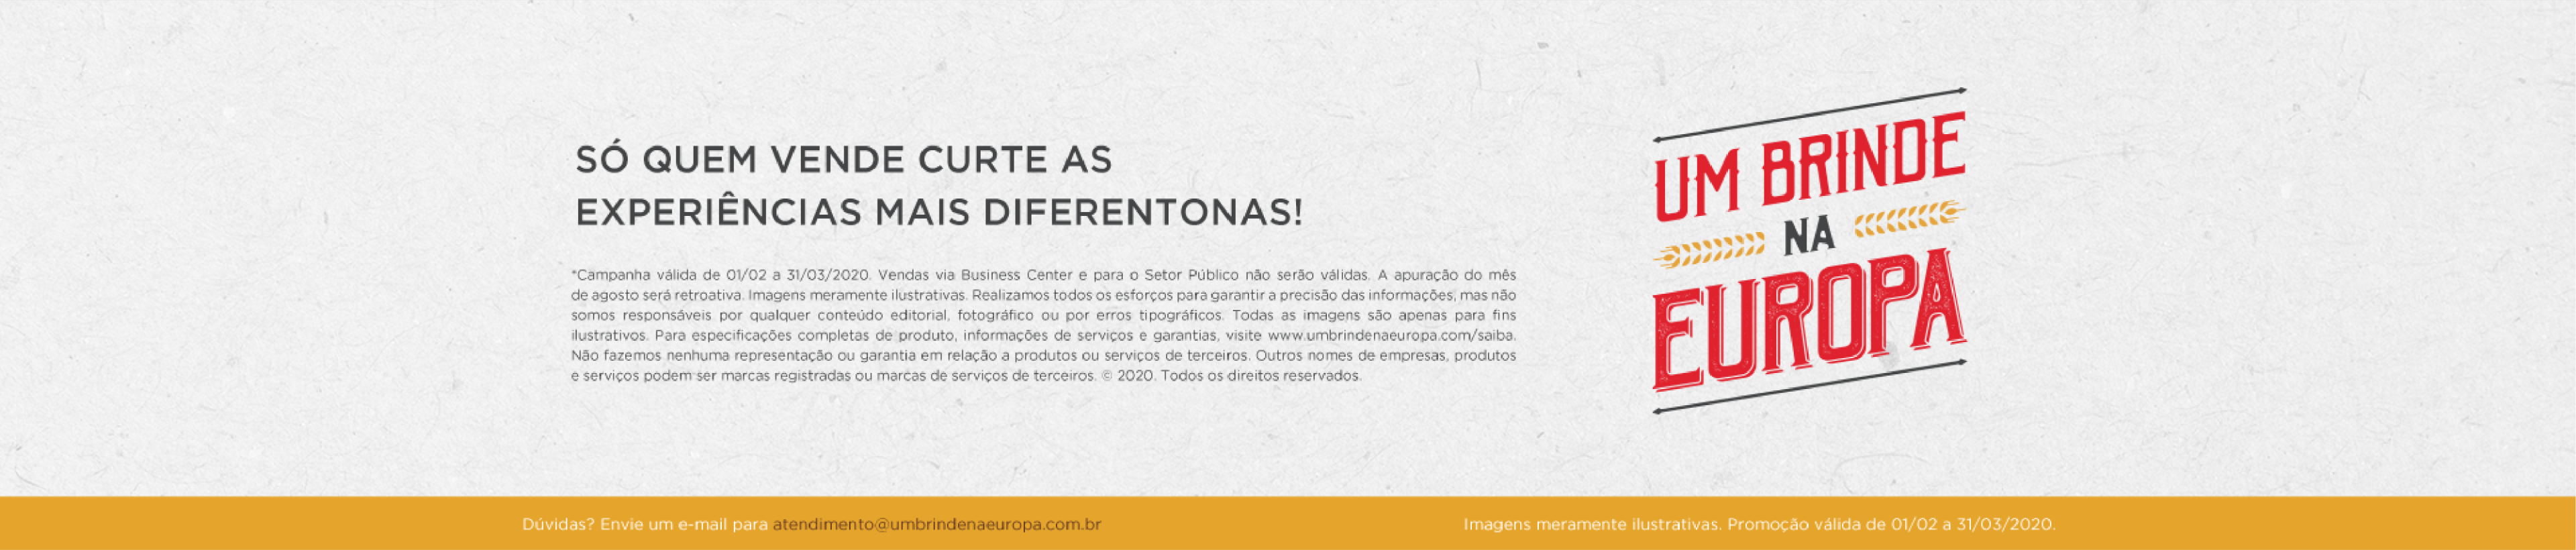 SÓ QUEM VENDE CURTE AS
EXPERIÊNCIAS MAIS DIFERENTONAS!
*Campanha válida de 01/02 a 31/03/2020. Vendas via Business Center e para o Setor Público não serão válidas. A apuração do mês
de agosto será retroativa. Imagens meramente ilustrativas. Realizamos todos os esforços para garantir a precisão das informações, mas não
somos responsáveis por qualquer conteúdo editorial, fotográfico ou por erros tipográficos. Todas as imagens são apenas para fins
ilustrativos. Para especificações completas de produto, informações de serviços e garantias, visite www.umbrindenaeuropa.com/saiba.
Não fazemos nenhuma representação ou garantia em relação a produtos ou serviços de terceiros. Outros nomes de empresas, produtos
e serviços podem ser marcas registradas ou marcas de serviços de terceiros. © 2020. Todos os direitos reservados.
UM BRINDE
NA
EUROPA
Dúvidas? Envie um e-mail para atendimento@umbrindenaeuropa.com.br
Imagens meramente ilustrativas. Promoção válida de 01/02 a 31/03/2020.